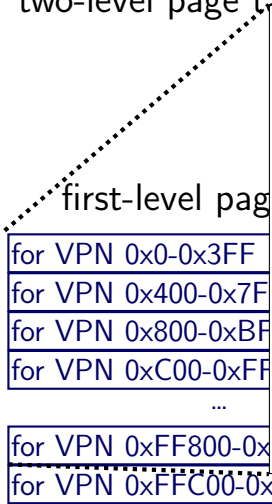 two-level page t
first-level pag
for VPN 0x0-0x3FF
for VPN 0x400-0x7F
for VPN 0x800-0xBF
for VPN 0xC00-0xFF
...
for VPN 0xFF800-0x
for VPN 0xFFC00-0x